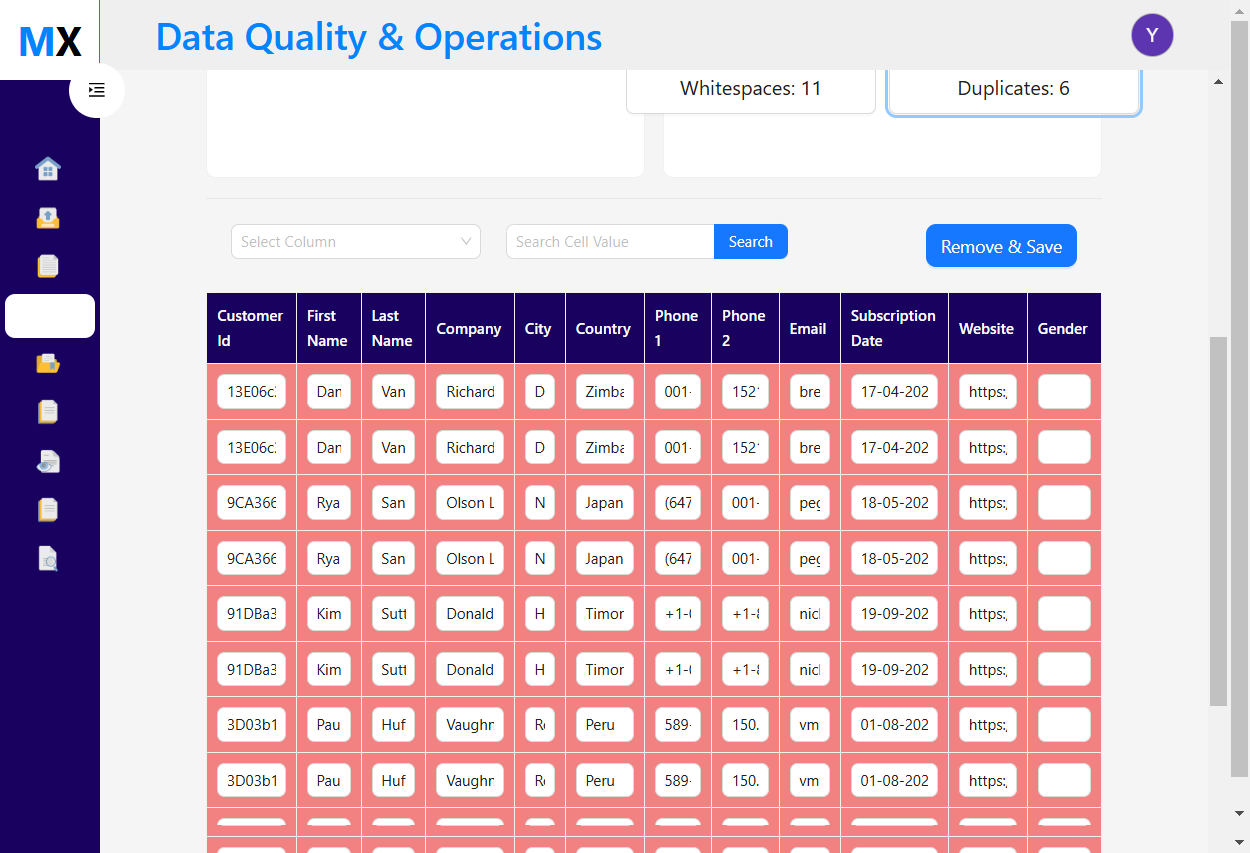 MX
Data Quality & Operations
Y
Whitespaces: 11
Duplicates: 6
Select Column
Search Cell Value
Search
Remove & Save
Customer Id First Name Last Name Company City Country Phone 1 Phone 2 Email Subscription Date Website Gender
13E06c Dan Van Richard D Zimba 001- 152 bre 17-04-202 https:
13E06c Dan Van Richard D Zimba 001- 152 bre 17-04-202 https:
9CA366 Rya San Olson L N Japan (647 001- peg 18-05-202 https:
9CA366 Rya San Olson L N Japan (647 001- peg 18-05-202 https:
91DBa3 Kim Sutt Donald H Timor +1- +1-8 nic 19-09-202 https:
91DBa3 Kim Sutt Donald H Timor +1- +1-8 nic 19-09-202 https:
3D03b1 Pau Huf Vaughn R Peru 589- 150. vm 01-08-202 https:
3D03b1 Pau Huf Vaughn R Peru 589- 150. vm 01-08-202 https: